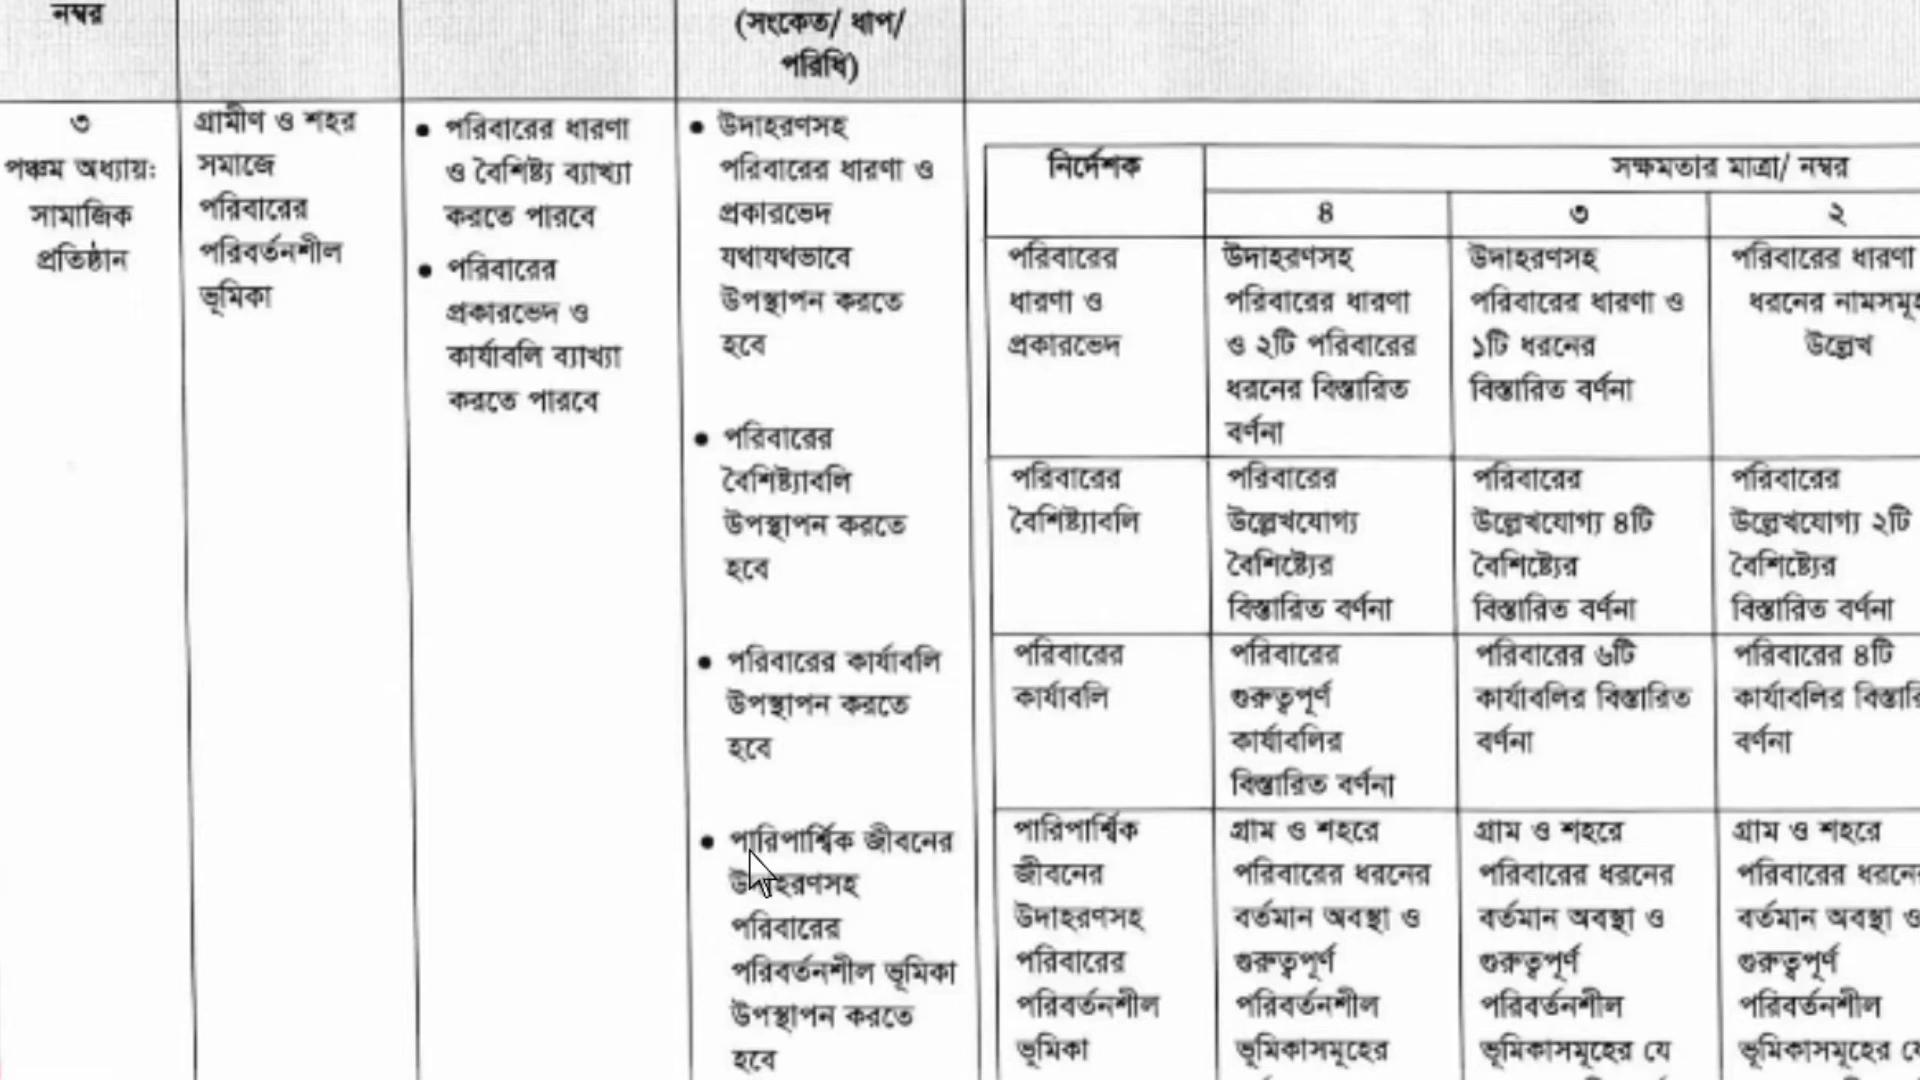 নম্বর
(সংকেত/ ধাপ/
পরিধি)
৩
পঞ্চম অধ্যায়:
সামাজিক
প্রতিষ্ঠান
গ্রামীণ ও শহর
সমাজে
পরিবারের
পরিবর্তনশীল
ভূমিকা
• পরিবারের ধারণা
ও বৈশিষ্ট্য ব্যাখ্যা
করতে পারবে
• পরিবারের
প্রকারভেদ ও
কার্যাবলি ব্যাখ্যা
করতে পারবে
• উদাহরণসহ
পরিবারের ধারণা ও
প্রকারভেদ
যথাযথভাবে
উপস্থাপন করতে
হবে
• পরিবারের
বৈশিষ্ট্যাবলি
উপস্থাপন করতে
হবে
• পরিবারের কার্যাবলি
উপস্থাপন করতে
হবে
• পারিপার্শ্বিক জীবনের
উদাহরণসহ
পরিবারের
পরিবর্তনশীল ভূমিকা
উপস্থাপন করতে
হবে
নির্দেশক
সক্ষমতার মাত্রা/ নম্বর
৪
৩
২
পরিবারের
ধারণা ও
প্রকারভেদ
উদাহরণসহ
পরিবারের ধারণা
ও ২টি পরিবারের
ধরনের বিস্তারিত
বর্ণনা
উদাহরণসহ
পরিবারের ধারণা ও
১টি ধরনের
বিস্তারিত বর্ণনা
পরিবারের ধারণা
ধরনের
উল্লেখ
পরিবারের
বৈশিষ্ট্যাবলি
পরিবারের
উল্লেখযোগ্য
বৈশিষ্ট্যের
বিস্তারিত বর্ণনা
পরিবারের
উল্লেখযোগ্য ৪টি
বৈশিষ্ট্যের
বিস্তারিত বর্ণনা
পরিবারের
উল্লেখযোগ্য ২টি
বৈশিষ্ট্যের
বিস্তারিত বর্ণনা
পরিবারের
কার্যাবলি
পরিবারের
গুরুত্বপূর্ণ
কার্যাবলির
বিস্তারিত বর্ণনা
পরিবারের ৬টি
কার্যাবলির বিস্তারিত
বর্ণনা
পরিবারের ৪টি
কার্যাবলির
বর্ণনা
পারিপার্শ্বিক
জীবনের
উদাহরণসহ
পরিবারের
পরিবর্তনশীল
ভূমিকা
গ্রাম ও শহরে
পরিবারের ধরনের
বর্তমান অবস্থা ও
গুরুত্বপূর্ণ
পরিবর্তনশীল
ভূমিকাসমূহের
গ্রাম ও শহরে
পরিবারের ধরনের
বর্তমান অবস্থা ও
গুরুত্বপূর্ণ
পরিবর্তনশীল
ভূমিকাসমূহের যে
গ্রাম ও শহরে
পরিবারের
বর্তমান অবস্থা ও
গুরুত্বপূর্ণ
পরিবর্তনশীল
ভূমিকাসমূহের